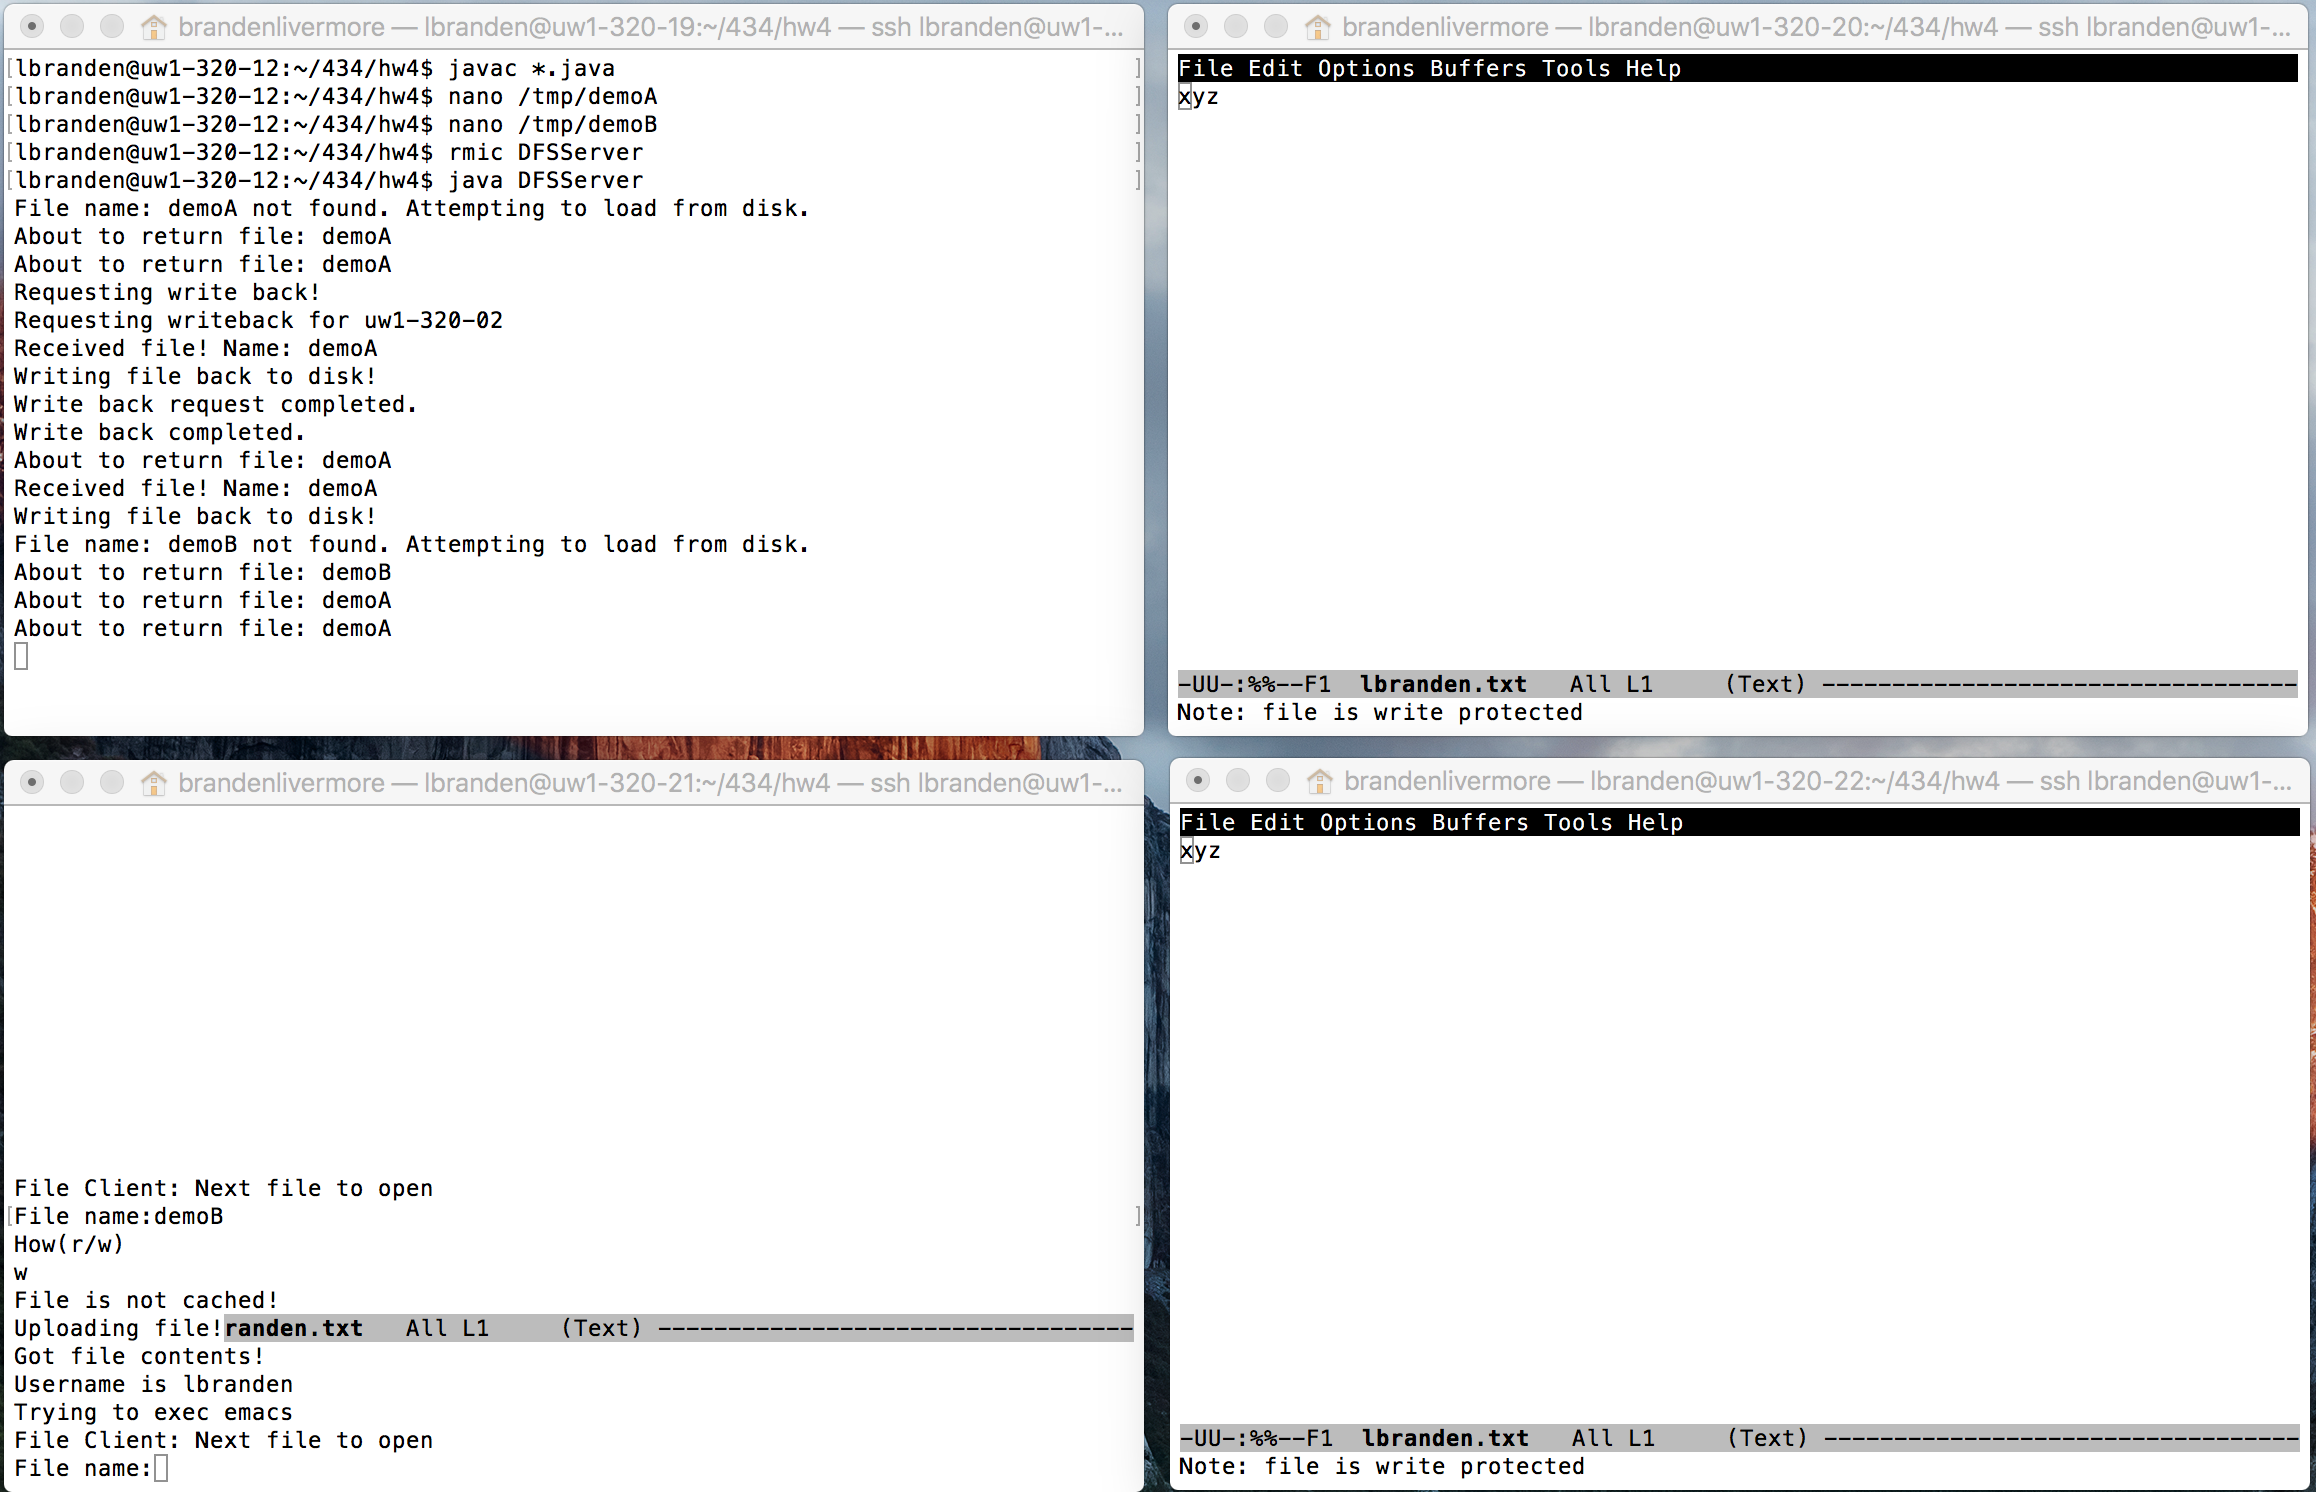 brandenlivermore — lbranden@uw1-320-19:~/434/hw4 — ssh lbranden@uw1-...
[lbranden@uw1-320-12:~/434/hw4$ javac *.java ]
[lbranden@uw1-320-12:~/434/hw4$ nano /tmp/demoA ]
[lbranden@uw1-320-12:~/434/hw4$ nano /tmp/demoB ]
[lbranden@uw1-320-12:~/434/hw4$ rmic DFSServer ]
[lbranden@uw1-320-12:~/434/hw4$ java DFSServer ]
File name: demoA not found. Attempting to load from disk.
About to return file: demoA
About to return file: demoA
Requesting write back!
Requesting writeback for uw1-320-02
Received file! Name: demoA
Writing file back to disk!
Write back request completed.
Write back completed.
About to return file: demoA
Received file! Name: demoA
Writing file back to disk!
File name: demoB not found. Attempting to load from disk.
About to return file: demoB
About to return file: demoA
About to return file: demoA
brandenlivermore — lbranden@uw1-320-20:~/434/hw4 — ssh lbranden@uw1-...
File Edit Options Buffers Tools Help
xyz
-UU-:%%--F1  lbranden.txt   All L1     (Text) ----------------------------------
Note: file is write protected
brandenlivermore — lbranden@uw1-320-21:~/434/hw4 — ssh lbranden@uw1-...
File Client: Next file to open
[File name:demoB ]
How(r/w)
w
File is not cached!
Uploading file!randen.txt   All L1     (Text) ----------------------------------
Got file contents!
Username is lbranden
Trying to exec emacs
File Client: Next file to open
File name:
brandenlivermore — lbranden@uw1-320-22:~/434/hw4 — ssh lbranden@uw1-...
File Edit Options Buffers Tools Help
xyz
-UU-:%%--F1  lbranden.txt   All L1     (Text) ----------------------------------
Note: file is write protected